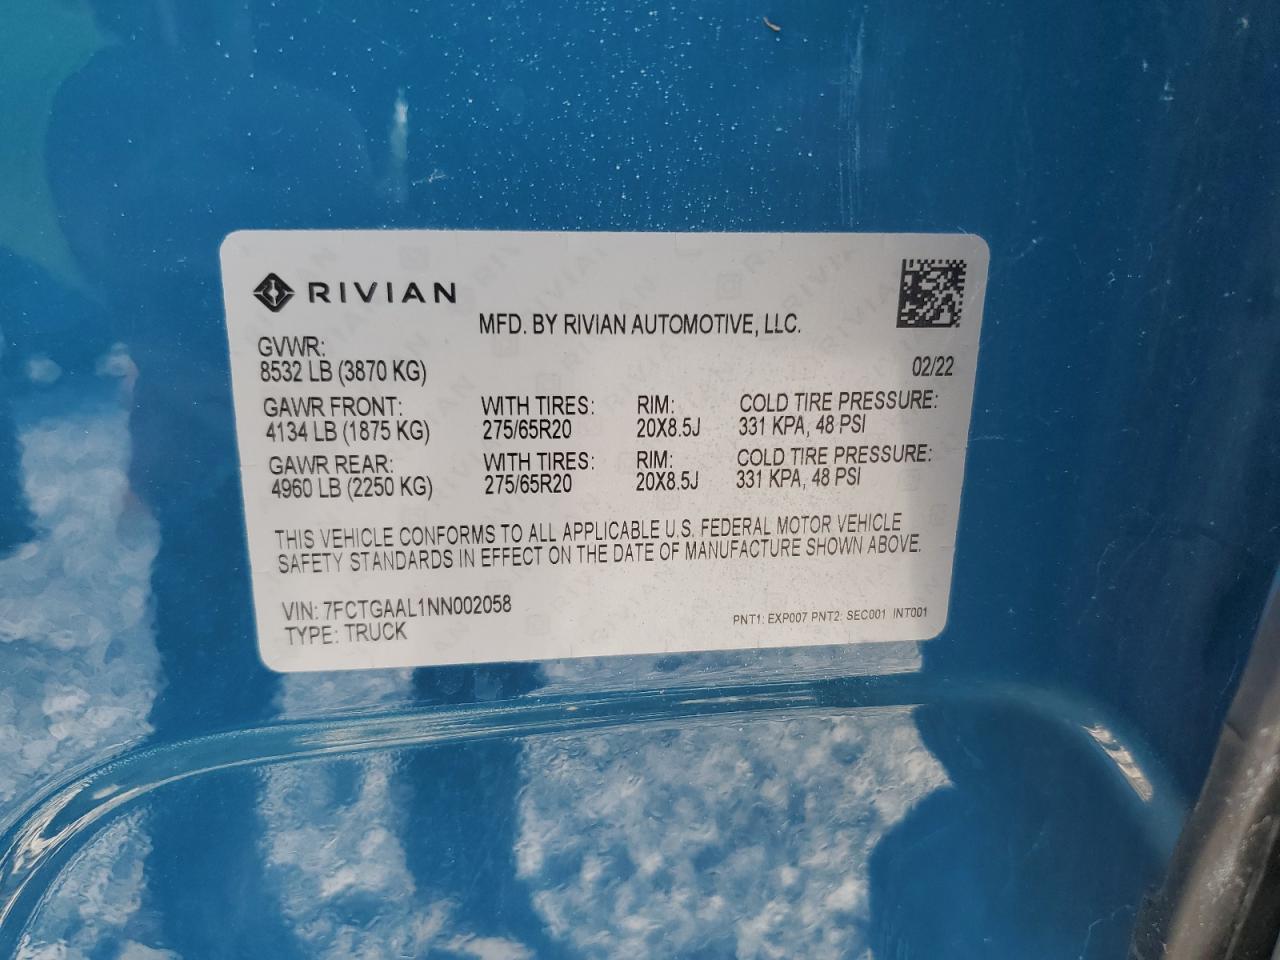 RIVIAN
MFD. BY RIVIAN AUTOMOTIVE, LLC.
GVWR:
8532 LB (3870 KG)
02/22
GAWR FRONT: WITH TIRES: RIM: COLD TIRE PRESSURE:
4134 LB (1875 KG) 275/65R20 20X8.5J 331 KPA, 48 PSI
GAWR REAR: WITH TIRES: RIM: COLD TIRE PRESSURE:
4960 LB (2250 KG) 275/65R20 20X8.5J 331 KPA, 48 PSI
THIS VEHICLE CONFORMS TO ALL APPLICABLE U.S. FEDERAL MOTOR VEHICLE
SAFETY STANDARDS IN EFFECT ON THE DATE OF MANUFACTURE SHOWN ABOVE.
VIN: 7FCTGAAL1NN002058
TYPE: TRUCK
PNT1: EXP007 PNT2: SEC001 INT001